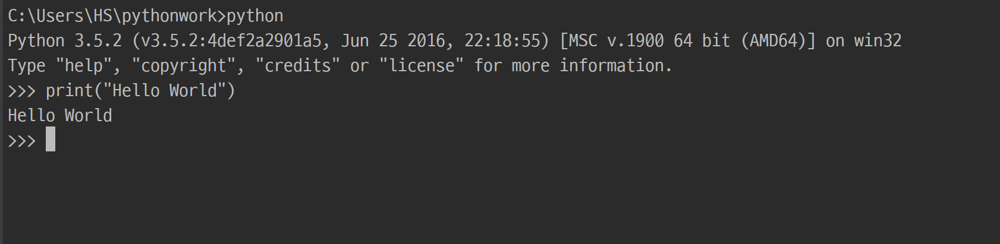 C:\Users\HS\pythonwork>python
Python 3.5.2 (v3.5.2:4def2a2901a5, Jun 25 2016, 22:18:55) [MSC v.1900 64 bit (AMD64)] on win32
Type "help", "copyright", "credits" or "license" for more information.
>>> print("Hello World")
Hello World
>>>